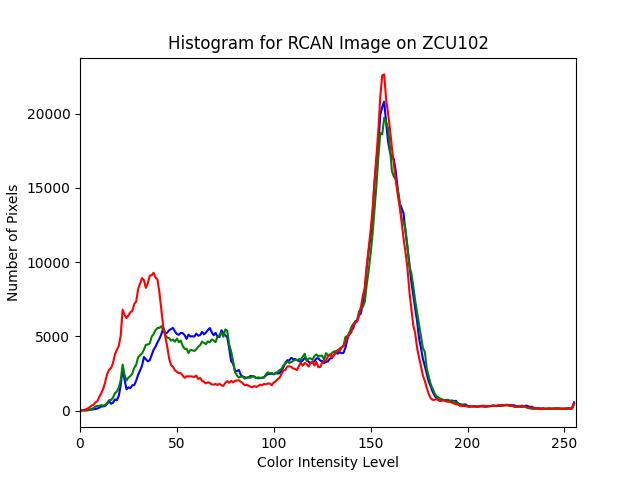 Histogram for RCAN Image on ZCU102
Number of Pixels
20000
15000
10000
5000
0
0 50 100 150 200 250
Color Intensity Level